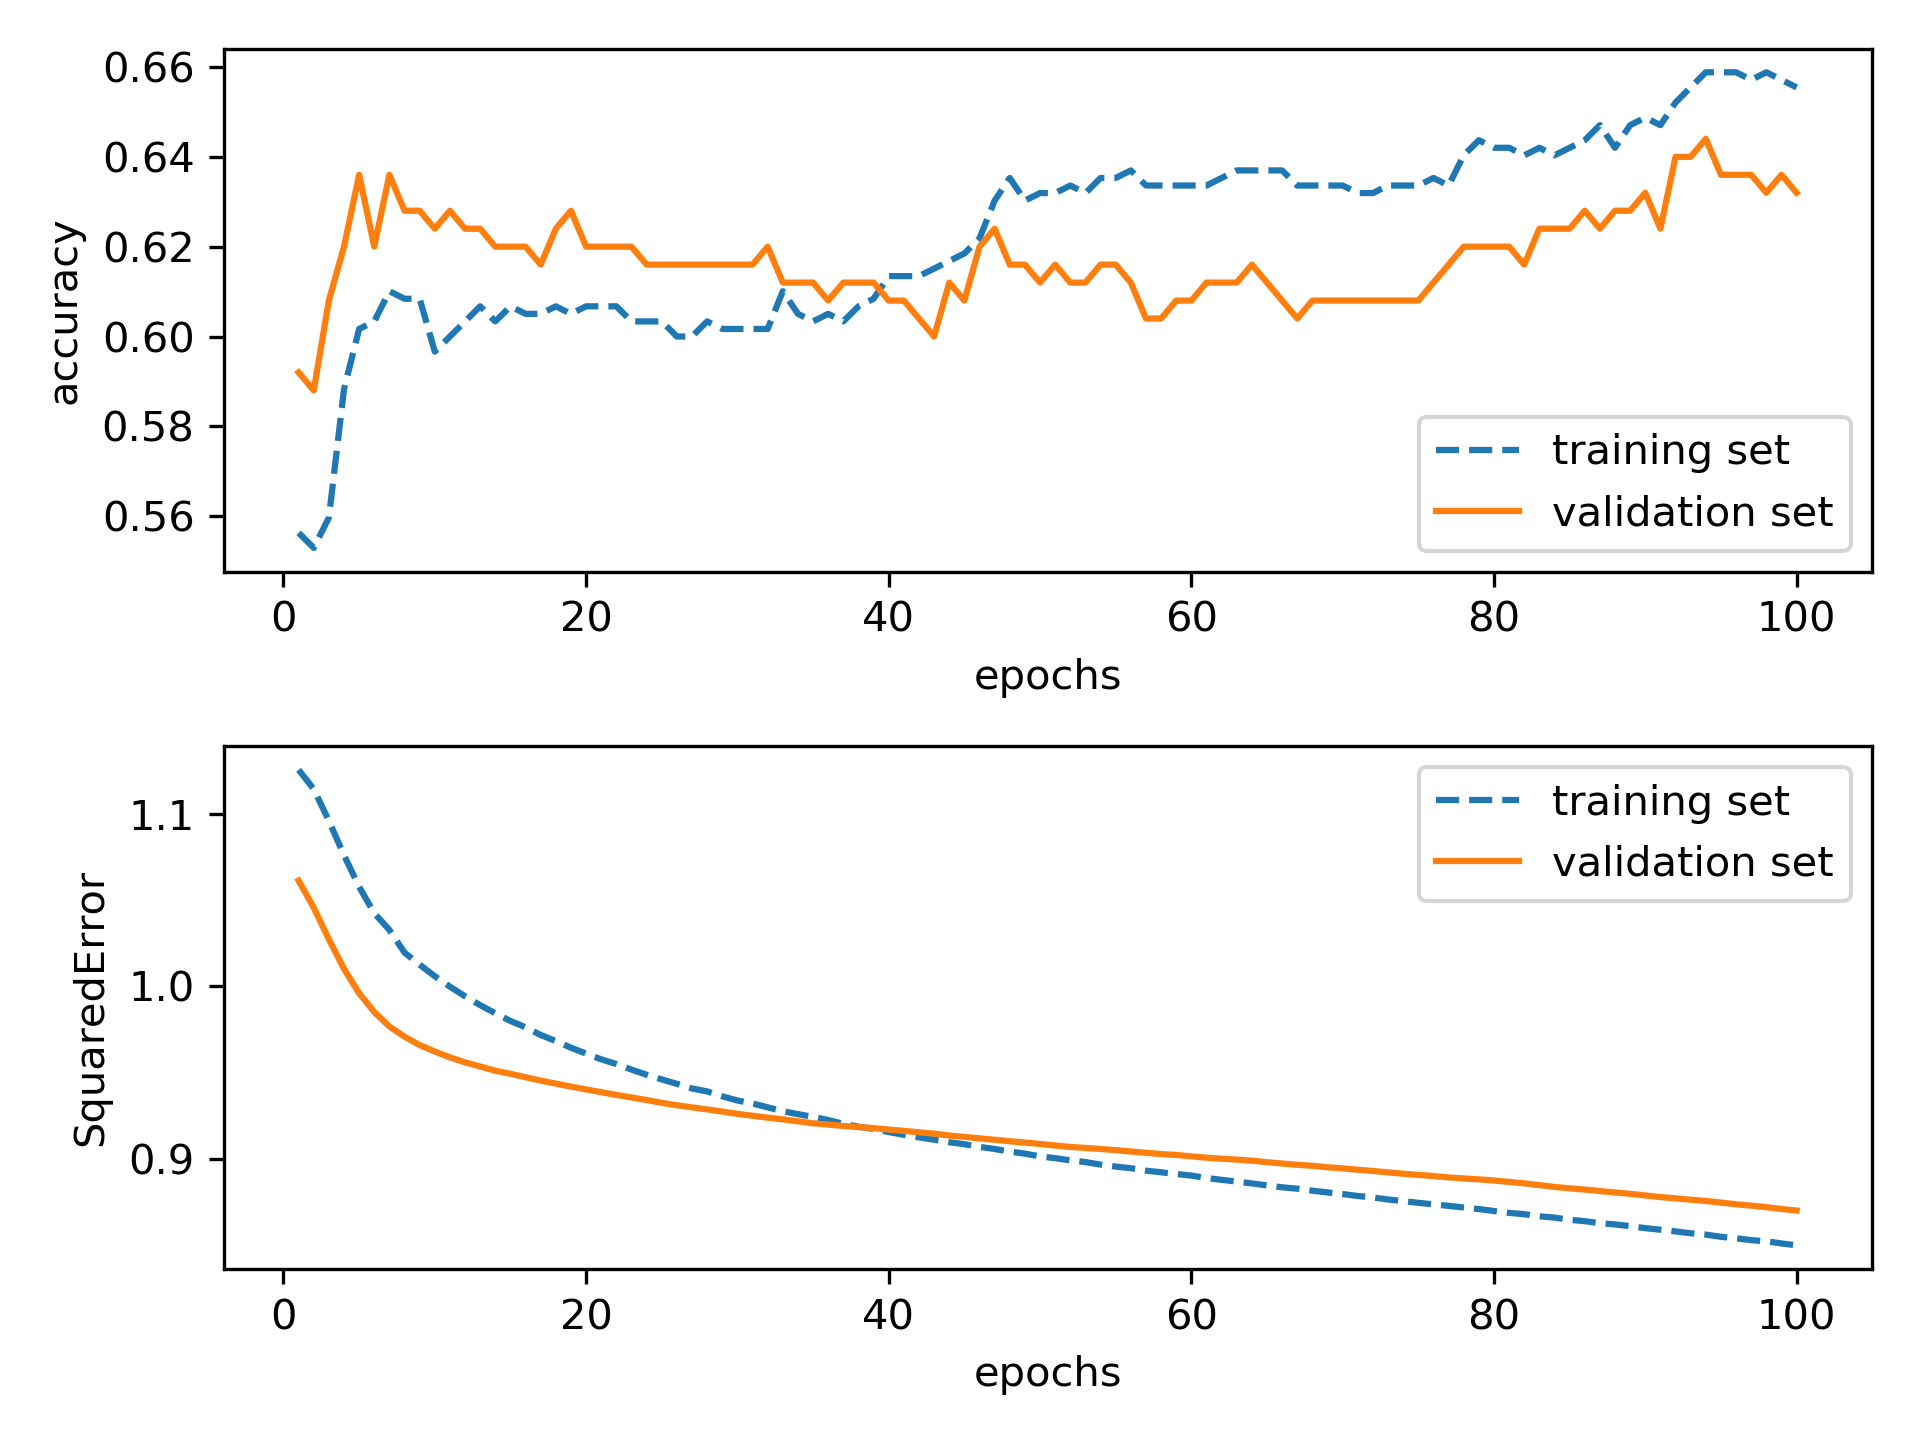 0.66
0.64
0.62
0.60
0.58
0.56
accuracy
training set
validation set
0 20 40 60 80 100
epochs
1.1
1.0
0.9
SquaredError
training set
validation set
0 20 40 60 80 100
epochs